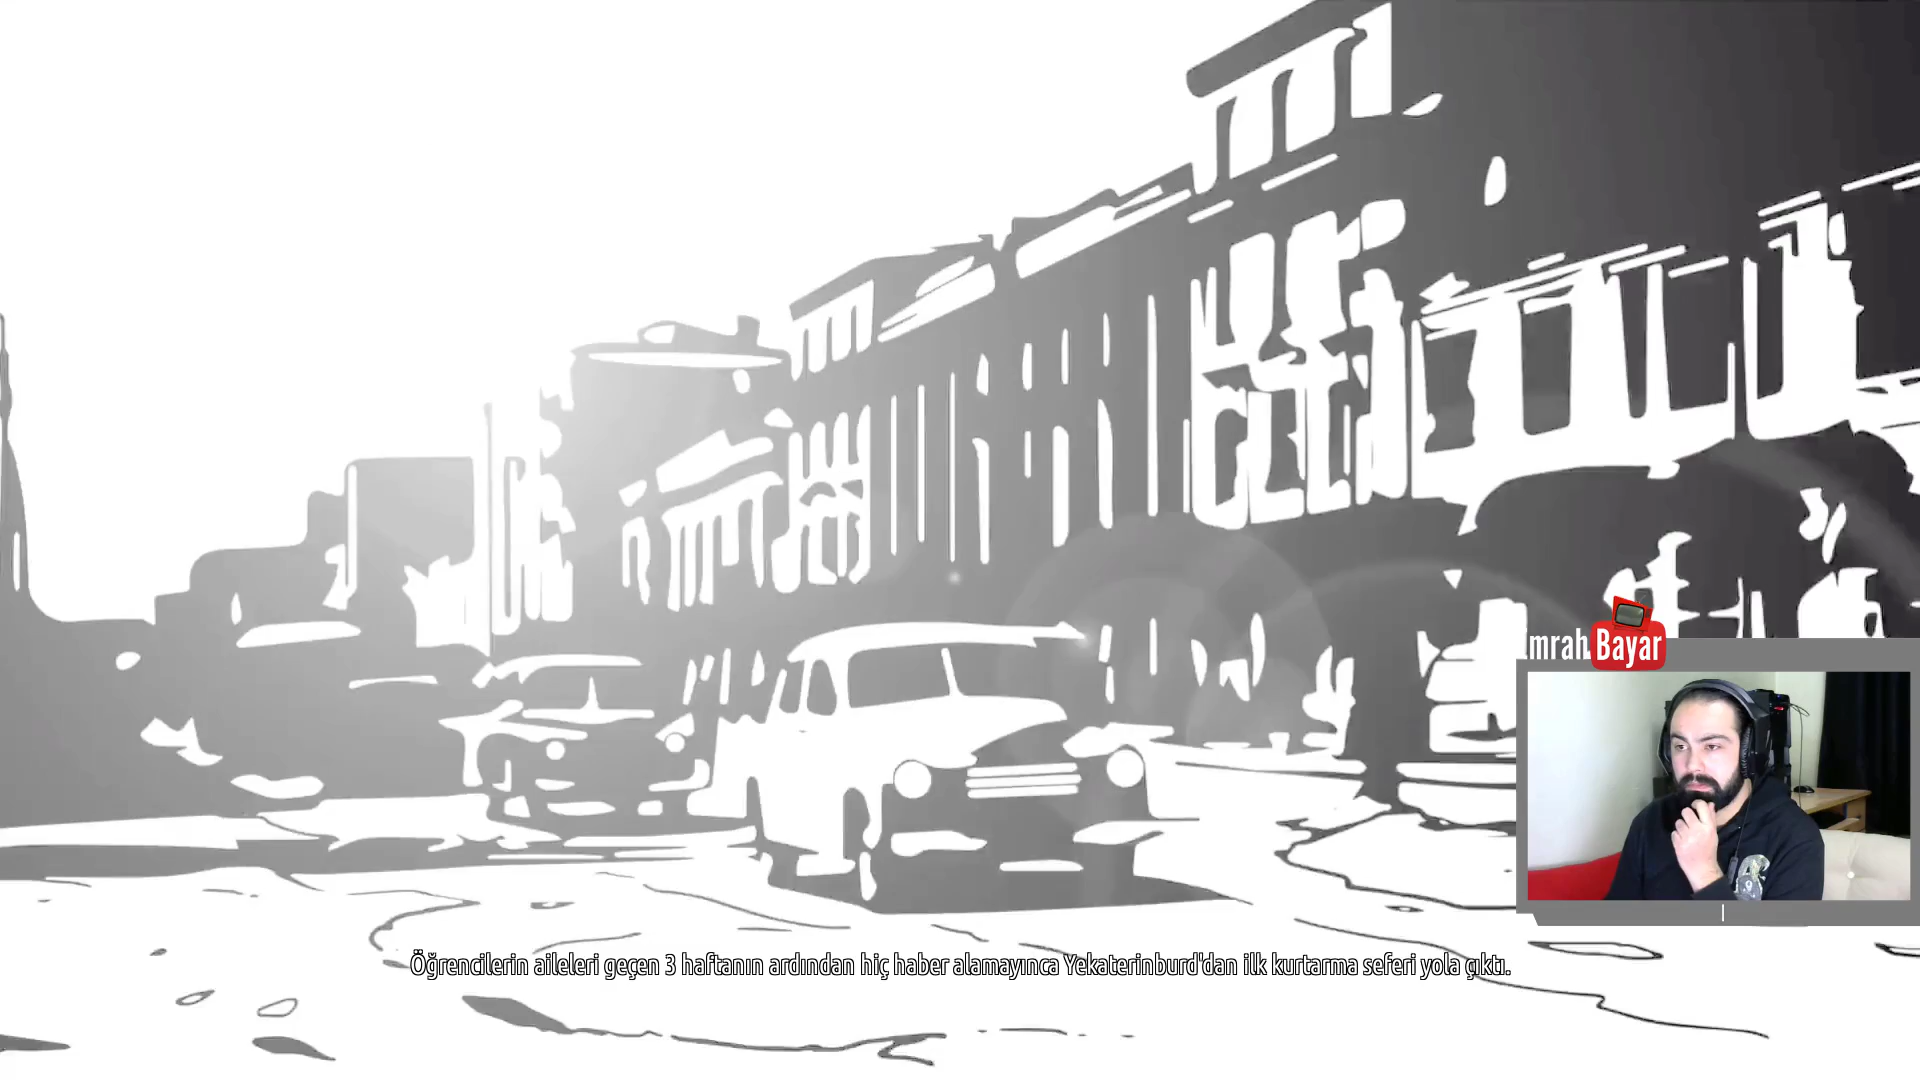 mrah Bayar
Öğrencilerin aileleri geçen 3 haftanın ardından hiç haber alamayınca Yekaterinburd'dan ilk kurtarma seferi yola çıktı.